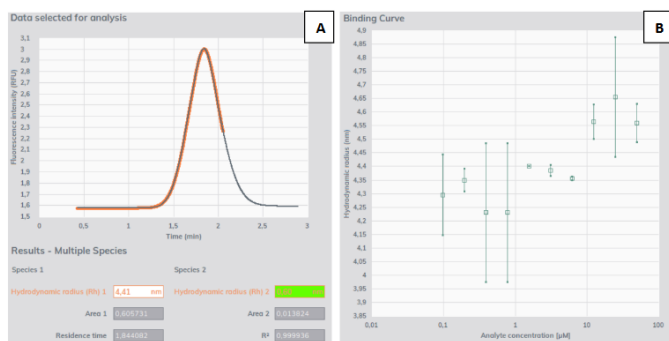 Data selected for analysis
A
Fluorescence Intensity (RFU)
3,1
3
2,9
2,8
2,7
2,6
2,5
2,4
2,3
2,2
2,1
2
1,9
1,8
1,7
1,6
1,5
0 0,5 1 1,5 2 2,5 3
Time (min)
Results - Multiple Species
Species 1 Species 2
Hydrodynamic radius (Rh) 1 4,41 nm Hydrodynamic radius (Rh) 2
Area 1 0,605731 Area 2 0,013824
Residence time 1,844082 R² 0,999936
Binding Curve
B
Hydrodynamic radius (nm)
4,9
4,85
4,8
4,75
4,7
4,65
4,6
4,55
4,5
4,45
4,4
4,35
4,3
4,25
4,2
4,15
4,1
4,05
4
3,95
3,9
3,85
0,01 0,1 1 10 100
Analyte concentration (µM)